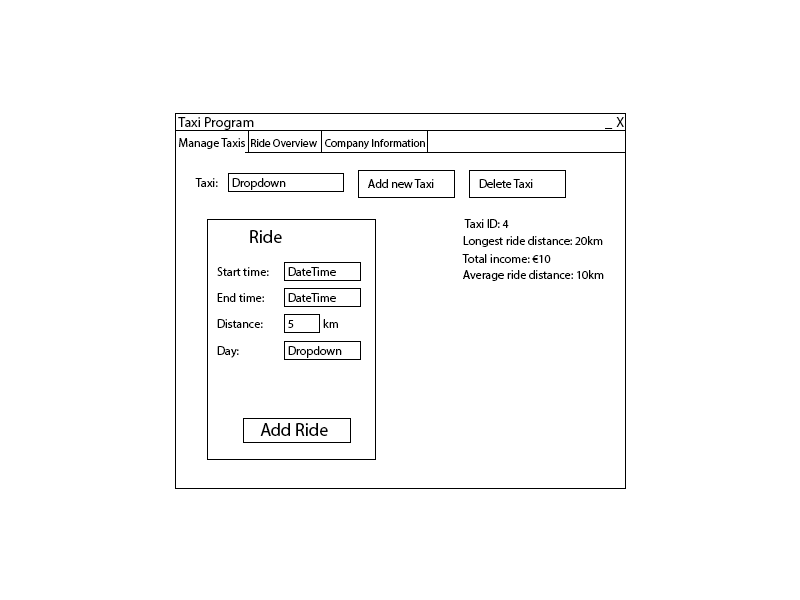 Taxi Program _ X
Manage Taxis Ride Overview Company Information
Taxi: Dropdown Add new Taxi Delete Taxi
Ride
Start time: DateTime
End time: DateTime
Distance: 5 km
Day: Dropdown
Add Ride
Taxi ID: 4
Longest ride distance: 20km
Total income: €10
Average ride distance: 10km